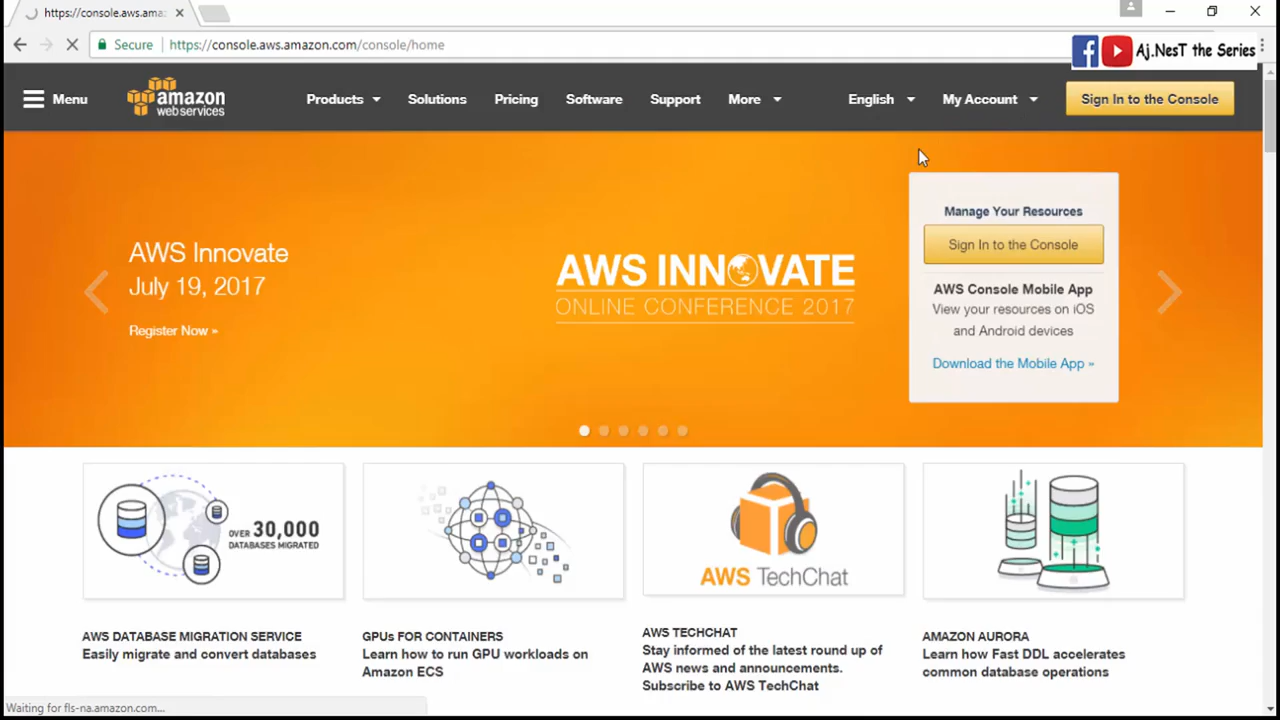 https://console.aws.ama
Secure https://console.aws.amazon.com/console/home
Aj.NesT the Series
Menu
amazon
webservices
Products
Solutions
Pricing
Software
Support
More
English
My Account
Sign In to the Console
AWS Innovate
July 19, 2017
Register Now »
AWS INNOVATE
ONLINE CONFERENCE 2017
Manage Your Resources
Sign In to the Console
AWS Console Mobile App
View your resources on iOS
and Android devices
Download the Mobile App »
OVER 30,000
DATABASES MIGRATED
AWS TechChat
AWS DATABASE MIGRATION SERVICE
Easily migrate and convert databases
GPUs FOR CONTAINERS
Learn how to run GPU workloads on
Amazon ECS
AWS TECHCHAT
Stay informed of the latest round up of
AWS news and announcements.
Subscribe to AWS TechChat
AMAZON AURORA
Learn how Fast DDL accelerates
common database operations
Waiting for fls-na.amazon.com...